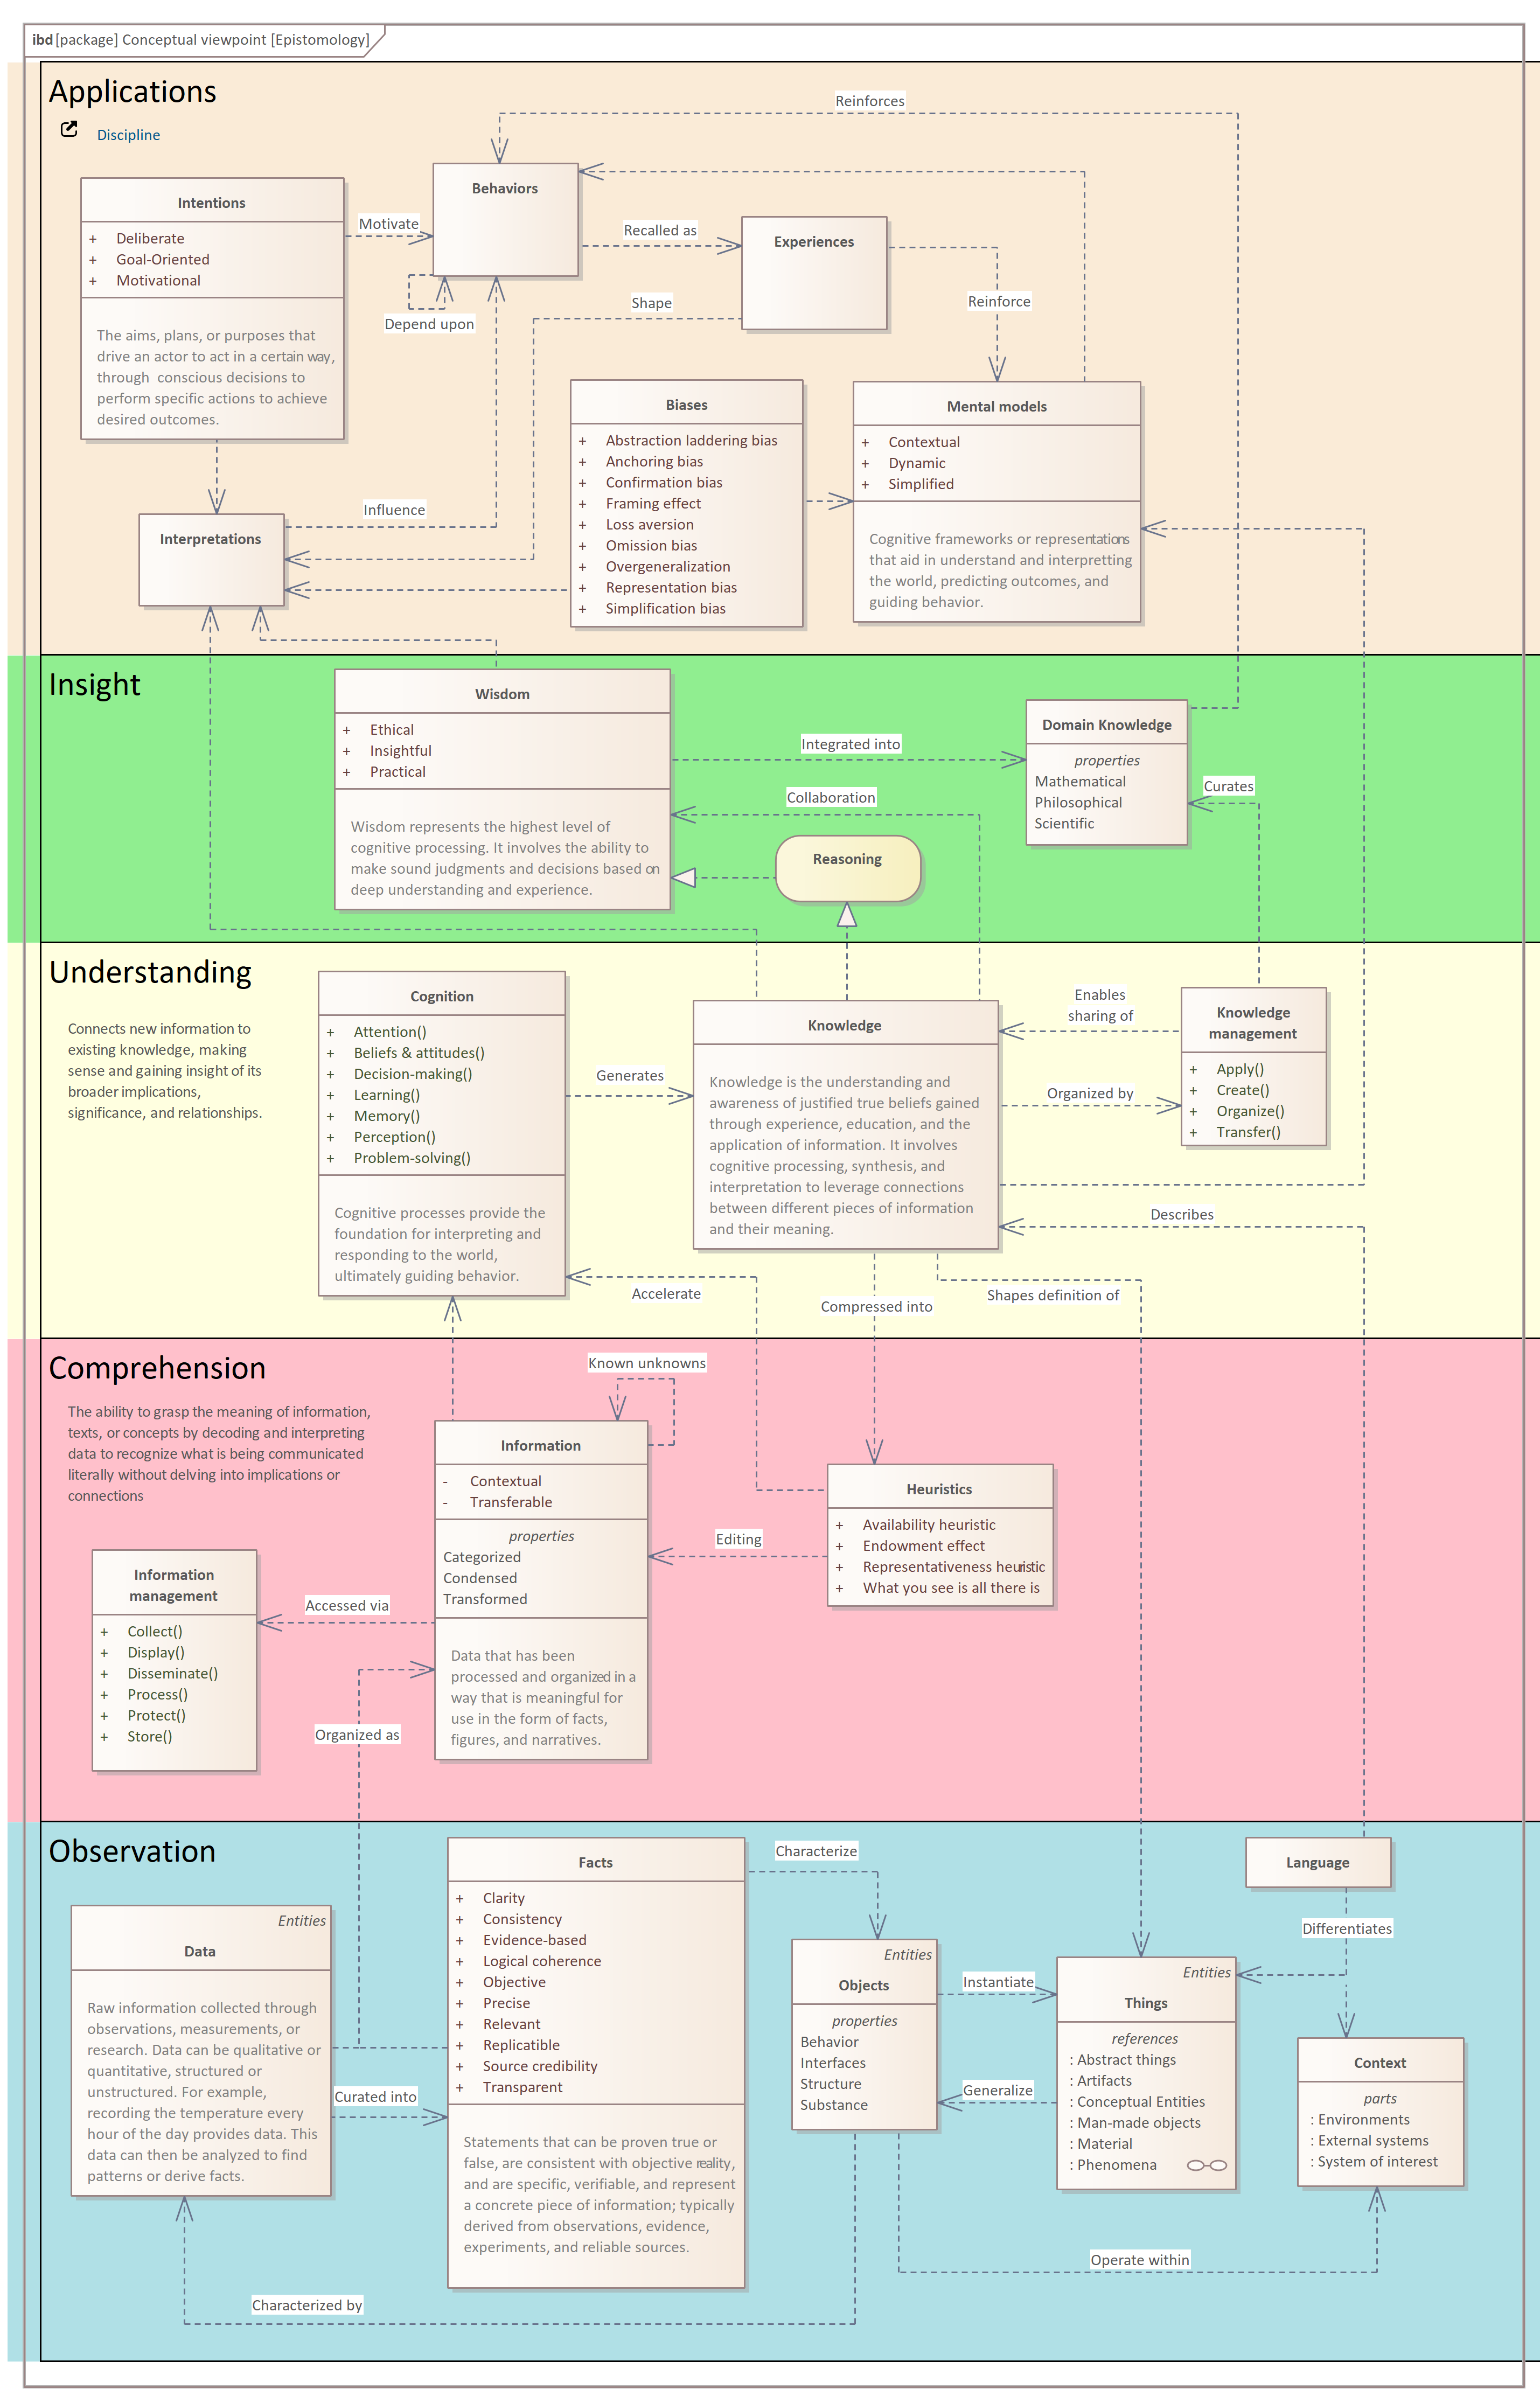 ibd [package] Conceptual viewpoint [Epistomology]
Applications
Discipline
Reinforces
Intentions
+ Deliberate
+ Goal-Oriented
+ Motivational
The aims, plans, or purposes that
drive an actor to act in a certain way,
through conscious decisions to
perform specific actions to achieve
desired outcomes.
Motivate
Behaviors
Depend upon
Recalled as
Experiences
Shape
Reinforce
Biases
+ Abstraction laddering bias
+ Anchoring bias
+ Confirmation bias
+ Framing effect
+ Loss aversion
+ Omission bias
+ Overgeneralization
+ Representation bias
+ Simplification bias
Mental models
+ Contextual
+ Dynamic
+ Simplified
Cognitive frameworks or representations
that aid in understand and interpretting
the world, predicting outcomes, and
guiding behavior.
Influence
Interpretations
Insight
Wisdom
+ Ethical
+ Insightful
+ Practical
Wisdom represents the highest level of
cognitive processing. It involves the ability to
make sound judgments and decisions based on
deep understanding and experience.
Integrated into
Collaboration
Reasoning
Domain Knowledge
properties
Mathematical
Philosophical
Scientific
Curates
Understanding
Connects new information to
existing knowledge, making
sense and gaining insight of its
broader implications,
significance, and relationships.
Cognition
+ Attention()
+ Beliefs & attitudes()
+ Decision-making()
+ Learning()
+ Memory()
+ Perception()
+ Problem-solving()
Cognitive processes provide the
foundation for interpreting and
responding to the world,
ultimately guiding behavior.
Generates
Knowledge
Knowledge is the understanding and
awareness of justified true beliefs gained
through experience, education, and the
application of information. It involves
cognitive processing, synthesis, and
interpretation to leverage connections
between different pieces of information
and their meaning.
Enables
sharing of
Organized by
Knowledge
management
+ Apply()
+ Create()
+ Organize()
+ Transfer()
Describes
Accelerate
Compressed into
Shapes definition of
Comprehension
The ability to grasp the meaning of information,
texts, or concepts by decoding and interpreting
data to recognize what is being communicated
literally without delving into implications or
connections
Known unknowns
Information
- Contextual
- Transferable
properties
Categorized
Condensed
Transformed
Data that has been
processed and organized in a
way that is meaningful for
use in the form of facts,
figures, and narratives.
Editing
Heuristics
+ Availability heuristic
+ Endowment effect
+ Representativeness heuristic
+ What you see is all there is
Information
management
+ Collect()
+ Display()
+ Disseminate()
+ Process()
+ Protect()
+ Store()
Accessed via
Organized as
Observation
Entities
Data
Raw information collected through
observations, measurements, or
research. Data can be qualitative or
quantitative, structured or
unstructured. For example,
recording the temperature every
hour of the day provides data. This
data can then be analyzed to find
patterns or derive facts.
Curated into
Facts
+ Clarity
+ Consistency
+ Evidence-based
+ Logical coherence
+ Objective
+ Precise
+ Relevant
+ Replicatible
+ Source credibility
+ Transparent
Statements that can be proven true or
false, are consistent with objective reality,
and are specific, verifiable, and represent
a concrete piece of information; typically
derived from observations, evidence,
experiments, and reliable sources.
Characterize
Entities
Objects
properties
Behavior
Interfaces
Structure
Substance
Instantiate
Generalize
Entities
Things
references
: Abstract things
: Artifacts
: Conceptual Entities
: Man-made objects
: Material
: Phenomena
Language
Differentiates
Context
parts
: Environments
: External systems
: System of interest
Operate within
Characterized by